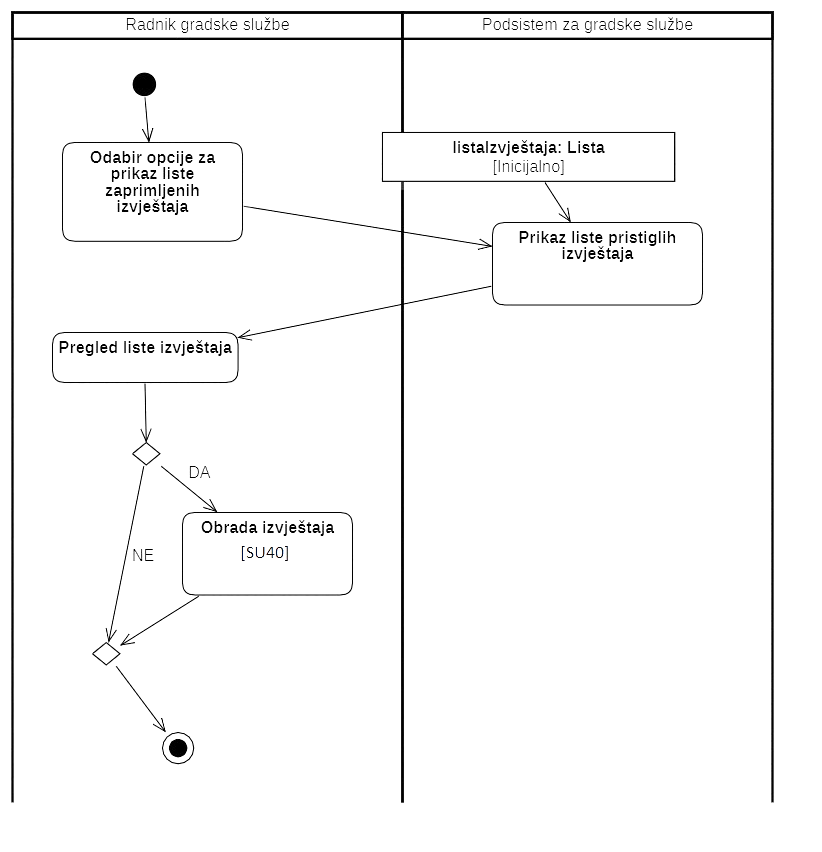 Radnik gradske službe
Podsistem za gradske službe
Odabir opcije za
prikaz liste
zaprimljenih
izvještaja
listaIzvještaja: Lista
[Inicijalno]
Prikaz liste pristiglih
izvještaja
Pregled liste izvještaja
DA
Obrada izvještaja
[SU40]
NE